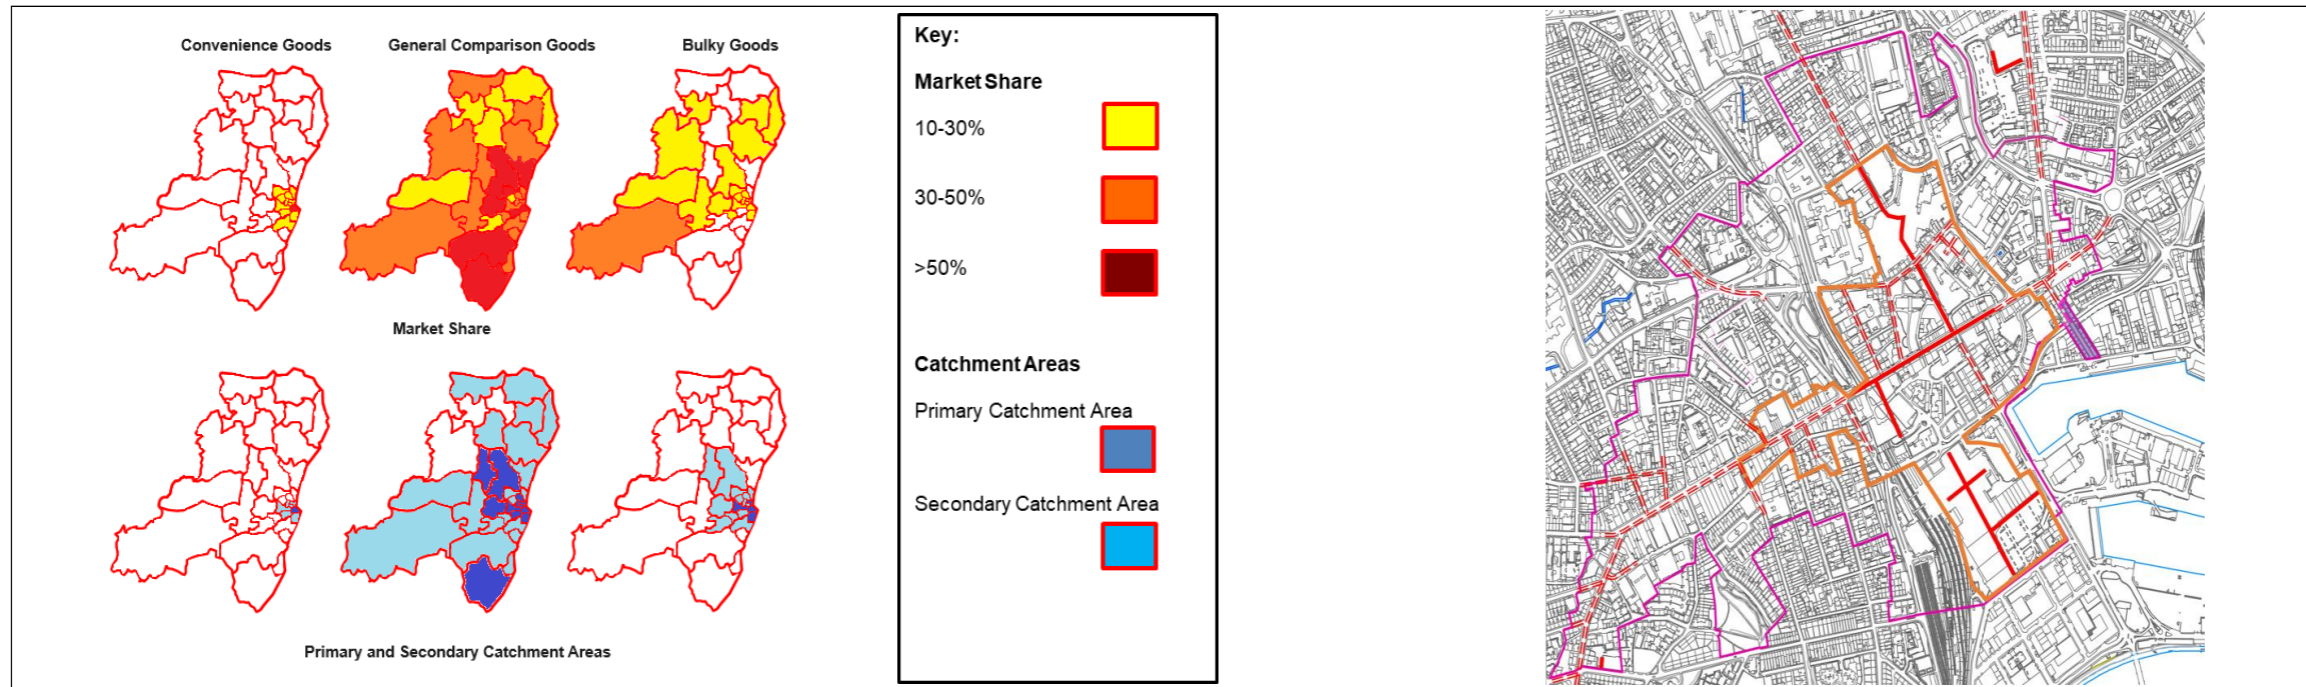 Convenience Goods
General Comparison Goods
Bulky Goods
Market Share
Primary and Secondary Catchment Areas
Key:
Market Share
10-30%
30-50%
>50%
Catchment Areas
Primary Catchment Area
Secondary Catchment Area